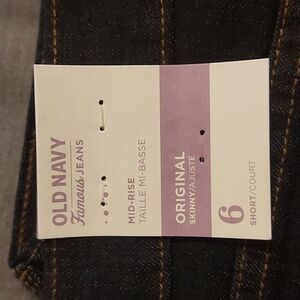 OLD NAVY
Famous JEANS
MID-RISE
TAILLE MI-BASSE
ORIGINAL
SKINNY/AJUSTÉ
6
SHORT/COURT